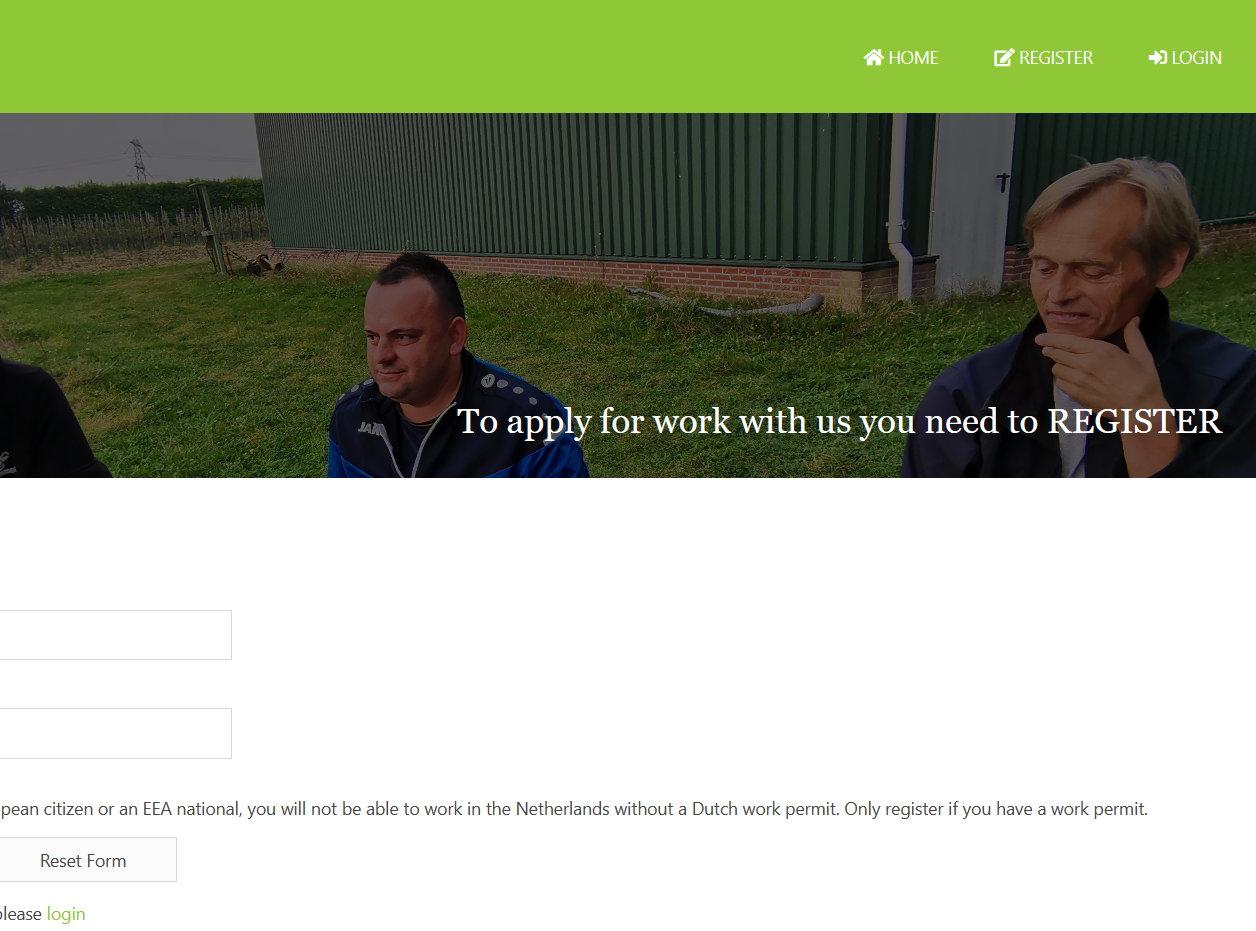 HOME REGISTER LOGIN
To apply for work with us you need to REGISTER
JAKO
pean citizen or an EEA national, you will not be able to work in the Netherlands without a Dutch work permit. Only register if you have a work permit.
Reset Form
please login